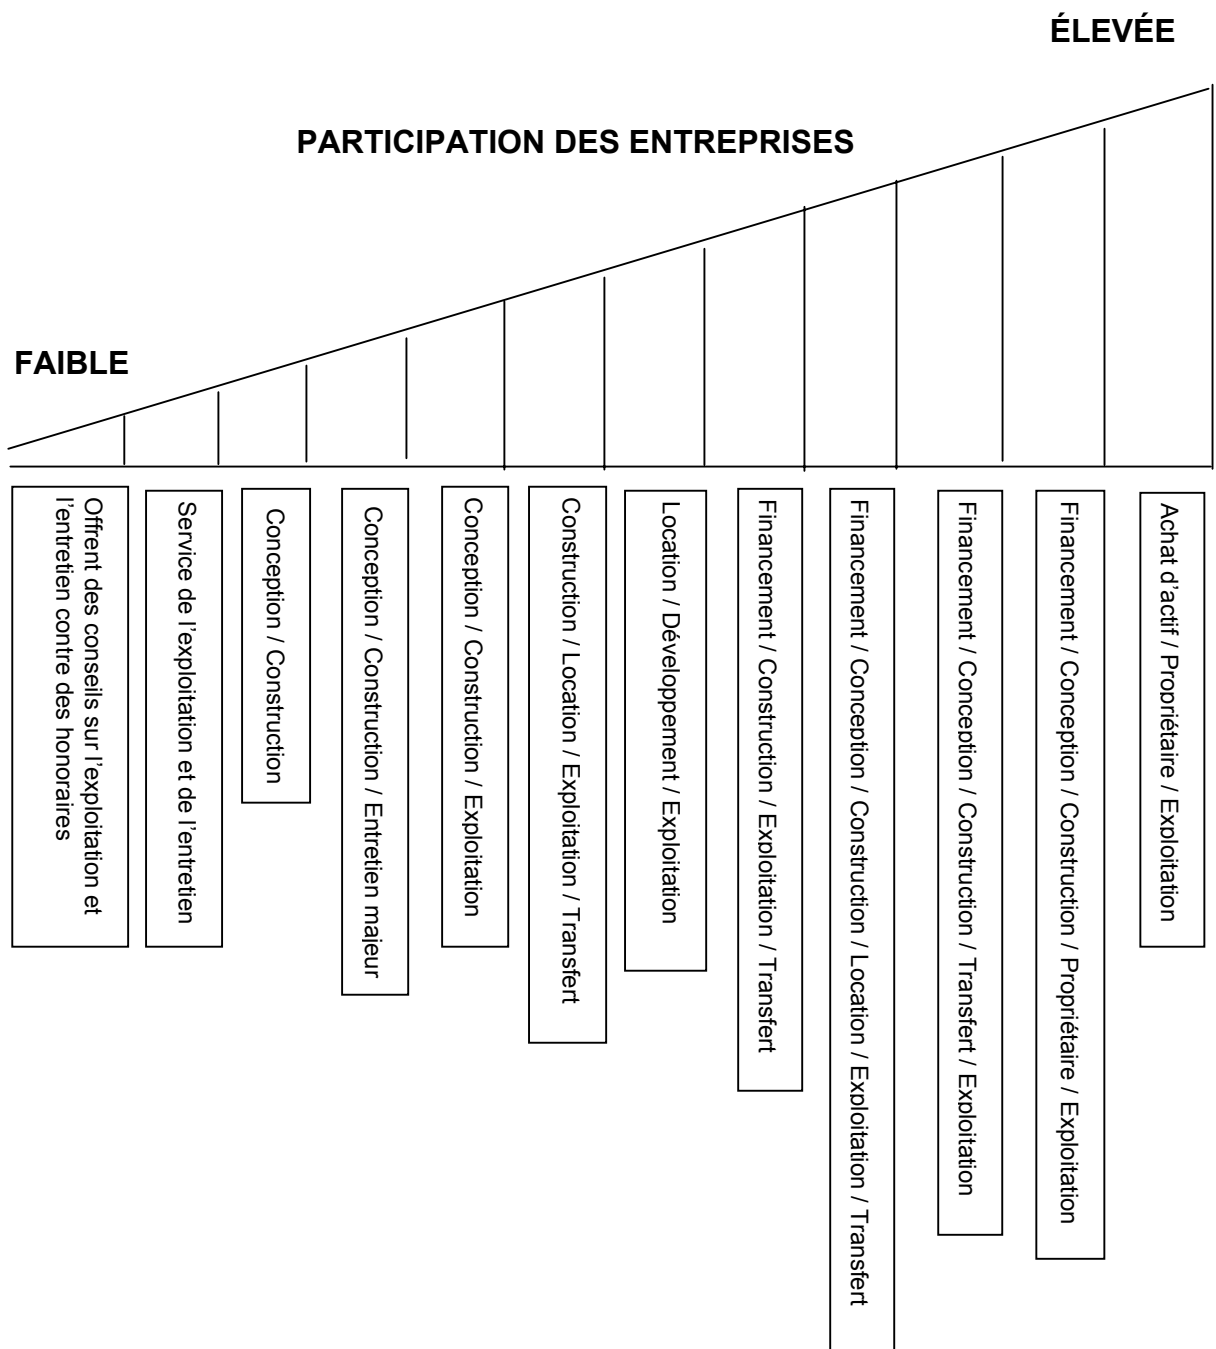 ÉLEVÉE
PARTICIPATION DES ENTREPRISES
FAIBLE
Offrent des conseils sur l'exploitation et
l'entretien contre des honoraires
Service de l'exploitation et de l'entretien
Conception / Construction
Conception / Construction / Entretien majeur
Conception / Construction / Exploitation
Construction / Location / Exploitation / Transfert
Location / Développement / Exploitation
Financement / Construction / Exploitation / Transfert
Financement / Conception / Construction / Location / Exploitation / Transfert
Financement / Conception / Construction / Transfert / Exploitation
Financement / Conception / Construction / Propriétaire / Exploitation
Achat d'actif / Propriétaire / Exploitation